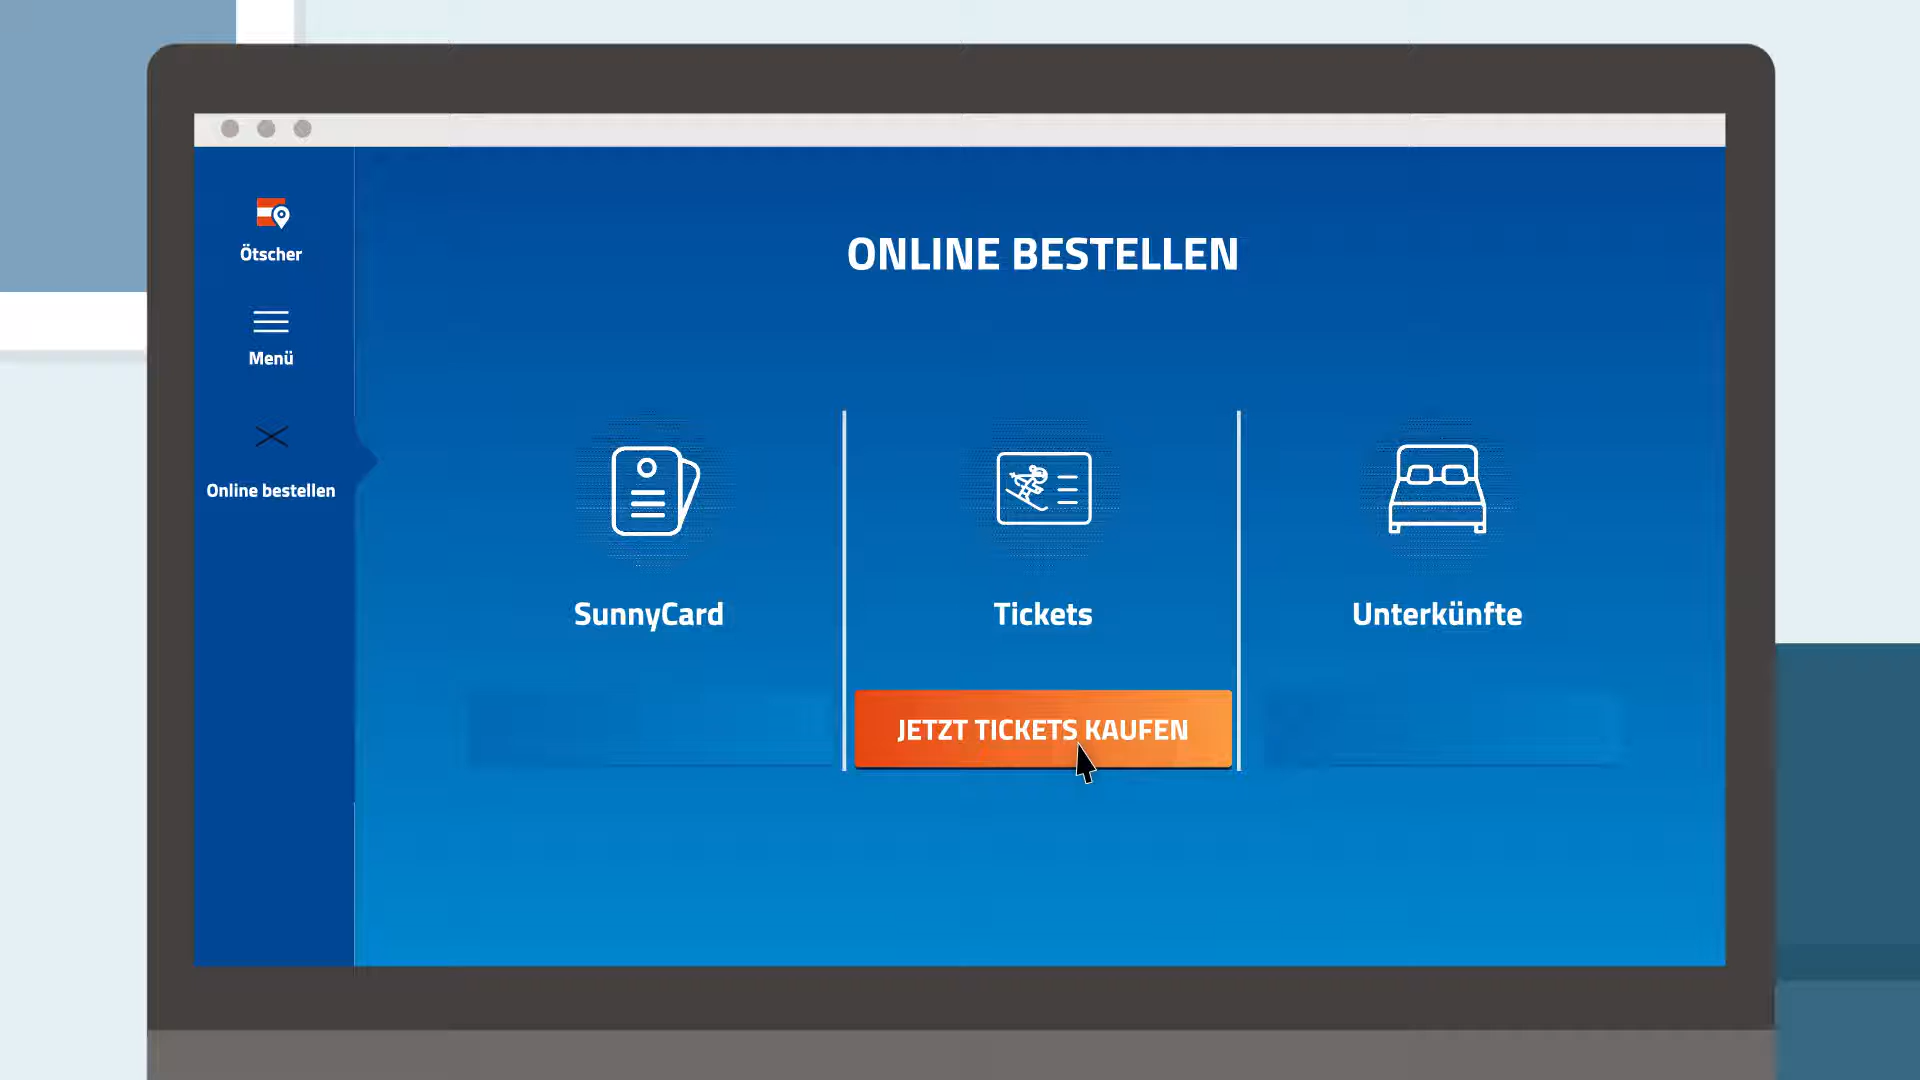 Ötscher
Menü
Online bestellen
ONLINE BESTELLEN
SunnyCard
Tickets
Unterkünfte
JETZT TICKETS KAUFEN